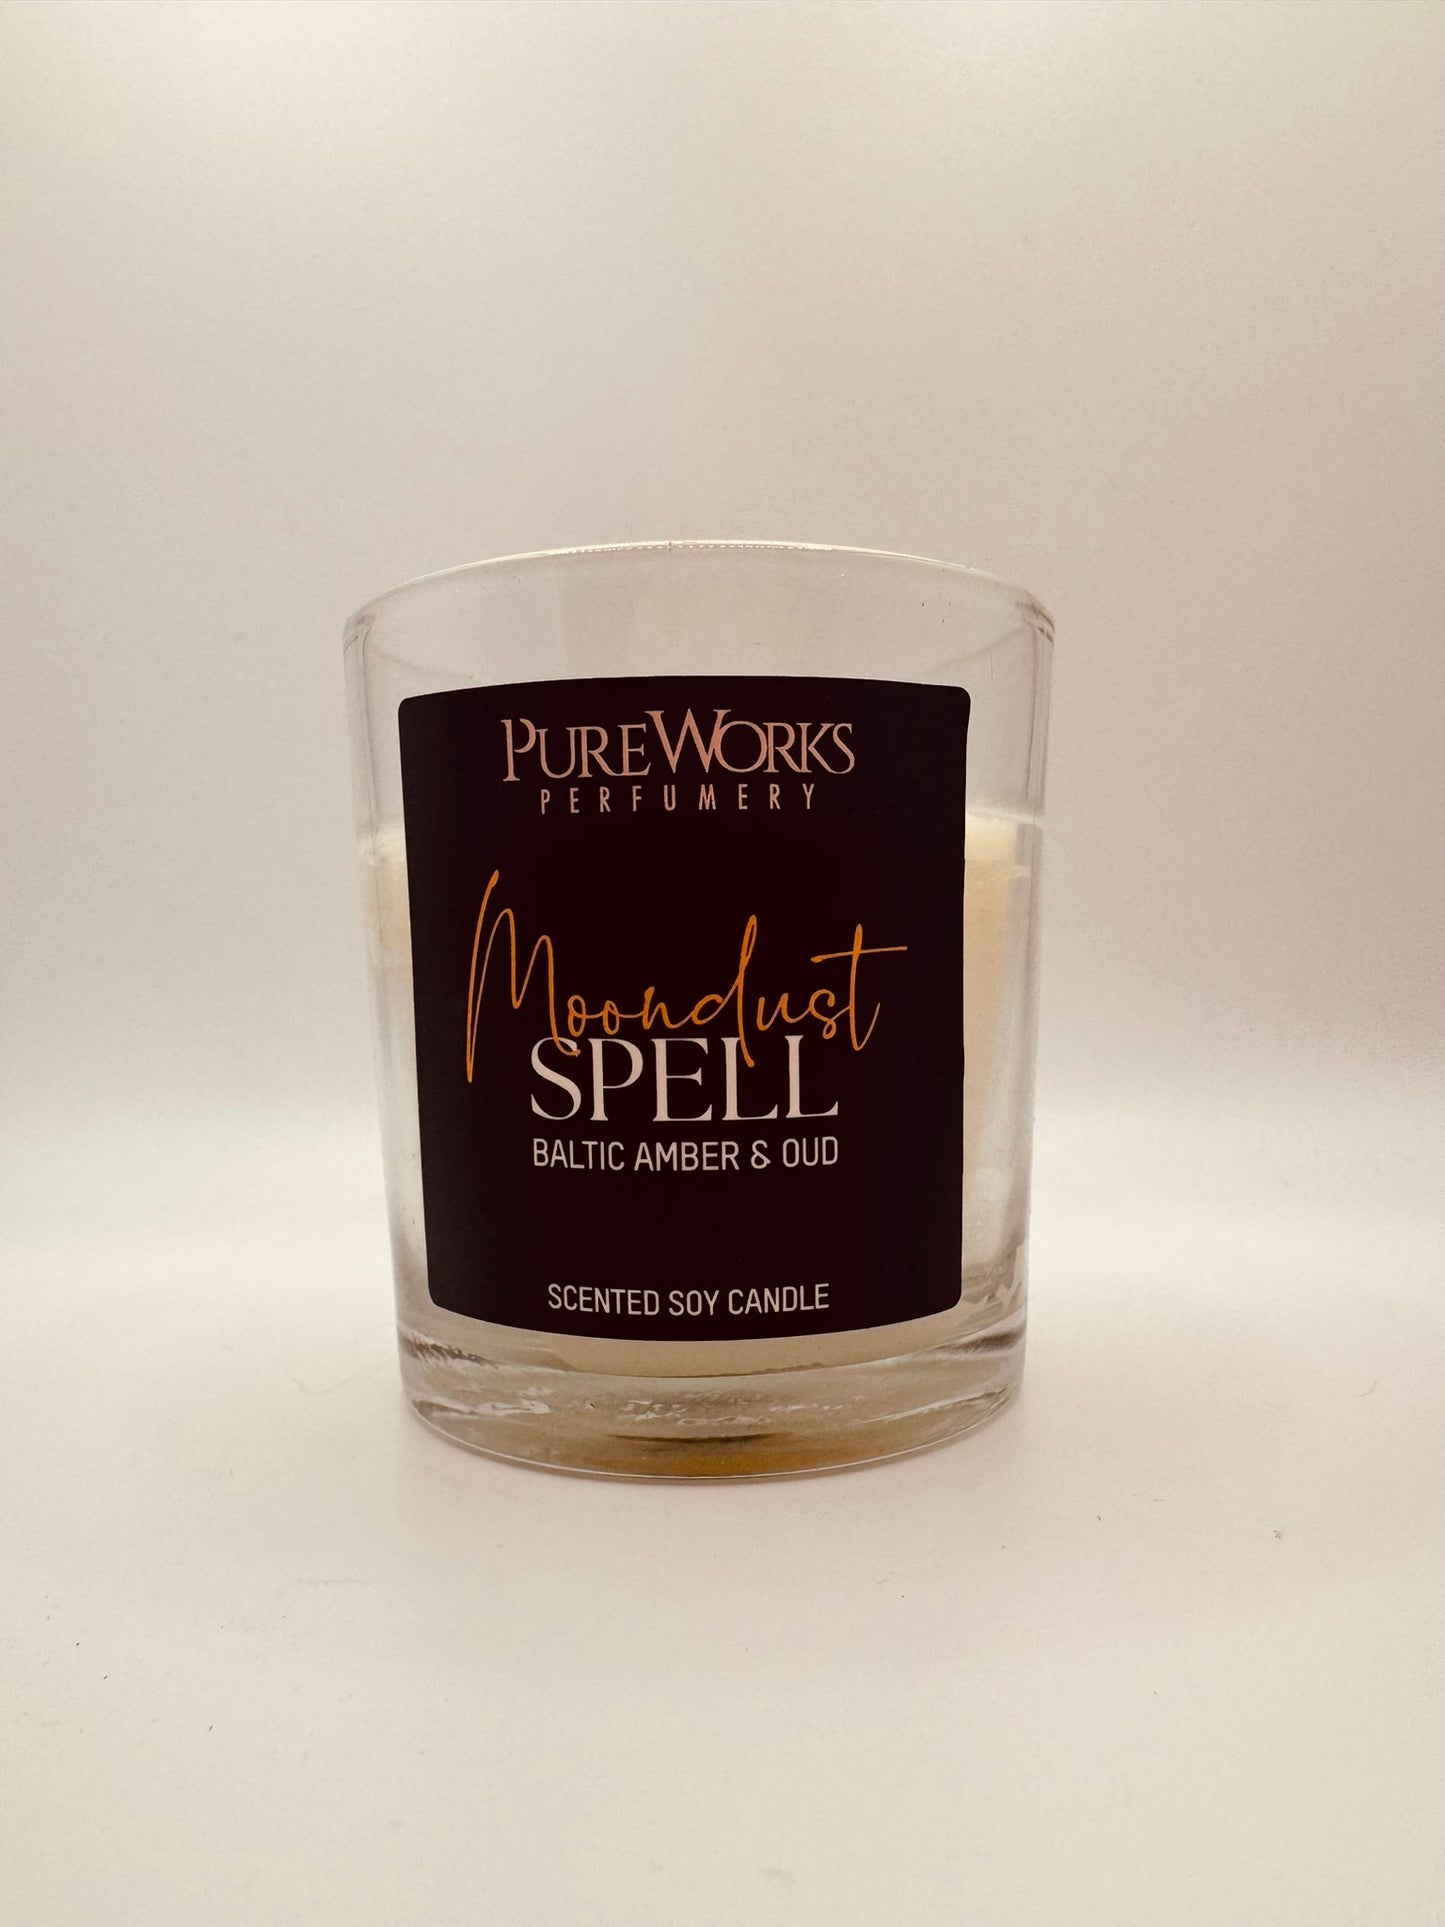 PUREWORKS
PERFUMERY
Moondust
SPELL
BALTIC AMBER & OUD
SCENTED SOY CANDLE